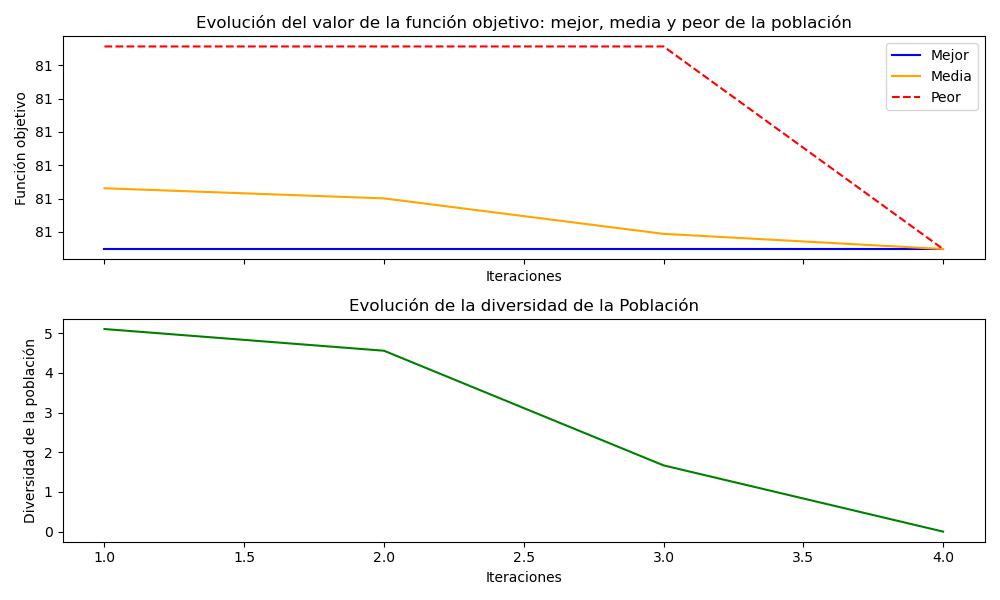 Evolución del valor de la función objetivo: mejor, media y peor de la población
Función objetivo
81
81
81
81
81
81
Mejor
Media
Peor
Iteraciones
Evolución de la diversidad de la Población
Diversidad de la población
5
4
3
2
1
0
1.0 1.5 2.0 2.5 3.0 3.5 4.0
Iteraciones